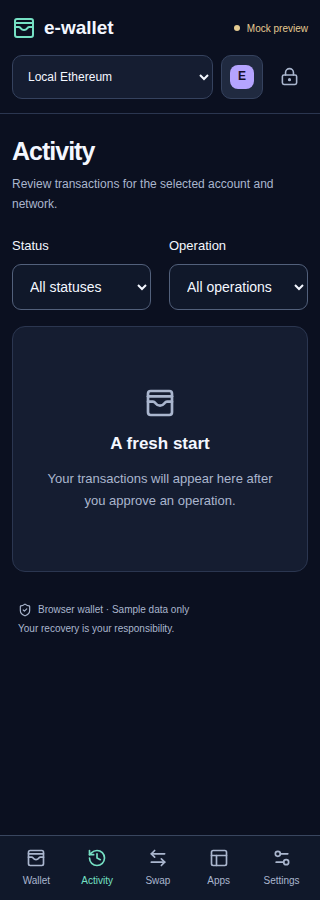 e-wallet
Mock preview
Local Ethereum
E
Activity
Review transactions for the selected account and
network.
Status
Operation
All statuses
All operations
A fresh start
Your transactions will appear here after
you approve an operation.
Browser wallet · Sample data only
Your recovery is your responsibility.
Wallet
Activity
Swap
Apps
Settings